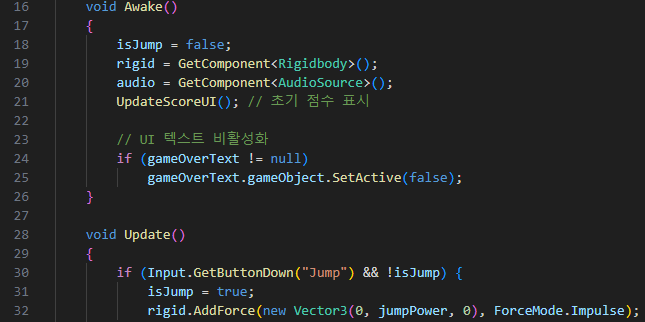 16 void Awake()
17 {
18 isJump = false;
19 rigid = GetComponent<Rigidbody>();
20 audio = GetComponent<AudioSource>();
21 UpdateScoreUI(); // 초기 점수 표시
22
23 // UI 텍스트 비활성화
24 if (gameOverText != null)
25 gameOverText.gameObject.SetActive(false);
26 }
27
28 void Update()
29 {
30 if (Input.GetButtonDown("Jump") && !isJump) {
31 isJump = true;
32 rigid.AddForce(new Vector3(0, jumpPower, 0), ForceMode.Impulse);